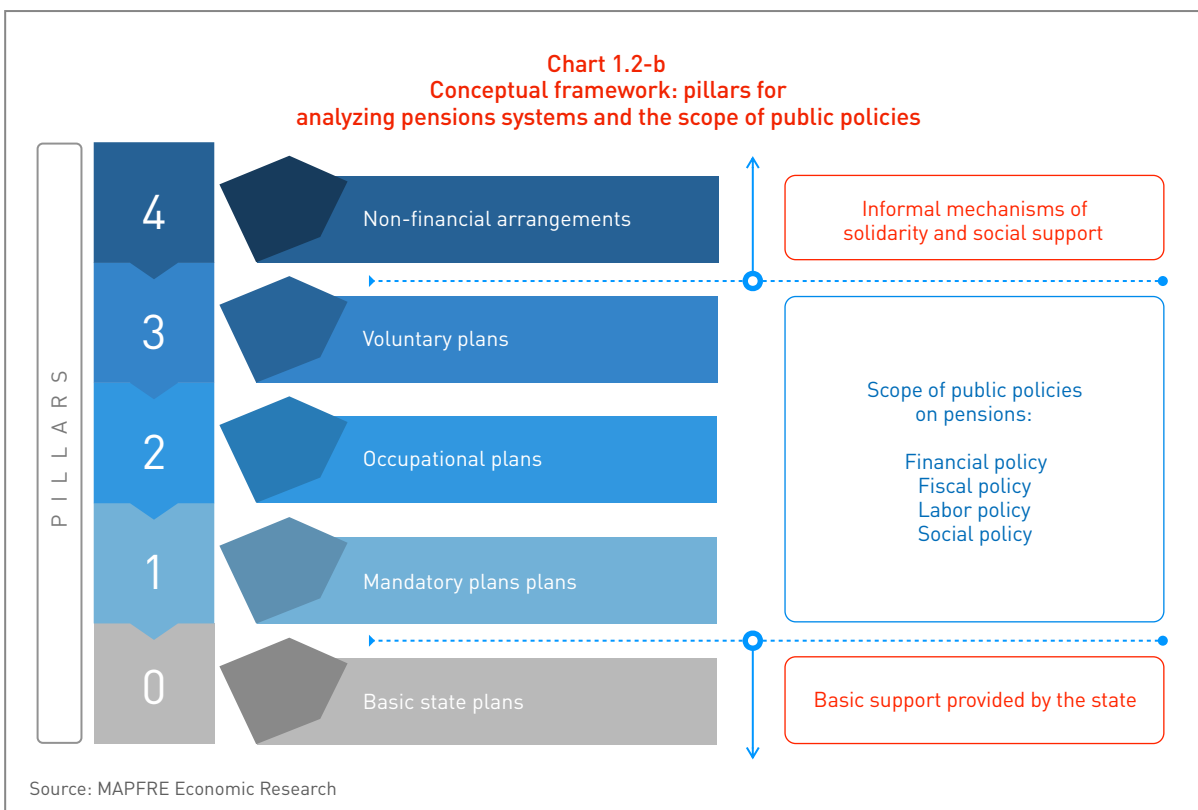 Chart 1.2-b
Conceptual framework: pillars for
analyzing pensions systems and the scope of public policies
PILLARS
4
Non-financial arrangements
Informal mechanisms of
solidarity and social support
3
Voluntary plans
2
Occupational plans
1
Mandatory plans plans
Scope of public policies
on pensions:
Financial policy
Fiscal policy
Labor policy
Social policy
0
Basic state plans
Basic support provided by the state
Source: MAPFRE Economic Research